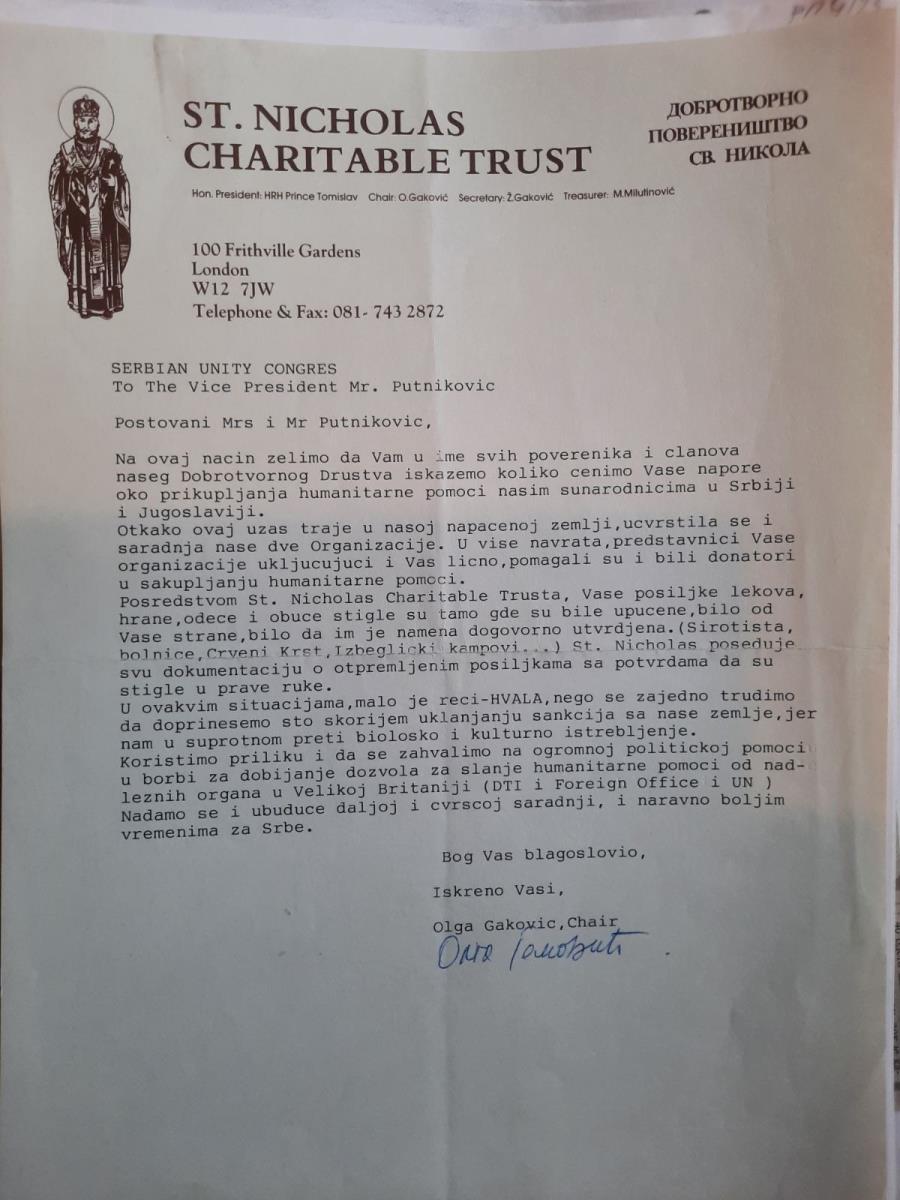 ST. NICHOLAS
CHARITABLE TRUST
ДОБРОТВОРНО
ПОВЕРЕНИШТВО
СВ. НИКОЛА
Hon. President: HRH Prince Tomislav Chair: O.Gaković Secretary: Ž.Gaković Treasurer: M.Milutinović
100 Frithville Gardens
London
W12 7JW
Telephone & Fax: 081- 743 2872
SERBIAN UNITY CONGRES
To The Vice President Mr. Putnikovic
Postovani Mrs i Mr Putnikovic,
Na ovaj nacin zelimo da Vam u ime svih poverenika i clanova
naseg Dobrotvornog Drustva iskazemo koliko cenimo Vase napore
oko prikupljanja humanitarne pomoci nasim sunarodnicima u Srbiji
i Jugoslaviji.
Otkako ovaj uzas traje u nasoj napacenoj zemlji,ucvrstila se i
saradnja nase dve Organizacije. U vise navrata,predstavnici Vase
organizacije ukljucujuci i Vas licno,pomagali su i bili donatori
u sakupljanju humanitarne pomoci.
Posredstvom St. Nicholas Charitable Trusta, Vase posiljke lekova,
hrane,odece i obuce stigle su tamo gde su bile upucene,bilo od
Vase strane,bilo da im je namena dogovorno utvrdjena.(Sirotista,
bolnice,Crveni Krst,Izbeglicki kampovi...) St. Nicholas poseduje
svu dokumentaciju o otpremljenim posiljkama sa potvrdama da su
stigle u prave ruke.
U ovakvim situacijama,malo je reci-HVALA,nego se zajedno trudimo
da doprinesemo sto skorijem uklanjanju sankcija sa nase zemlje,jer
nam u suprotnom preti biolosko i kulturno istrebljenje.
Koristimo priliku i da se zahvalimo na ogromnoj politickoj pomoci
u borbi za dobijanje dozvola za slanje humanitarne pomoci od nad-
leznih organa u Velikoj Britaniji (DTI i Foreign Office i UN )
Nadamo se i ubuduce daljoj i cvrscoj saradnji, i naravno boljim
vremenima za Srbe.
Bog Vas blagoslovio,
Iskreno Vasi,
Olga Gakovic,Chair